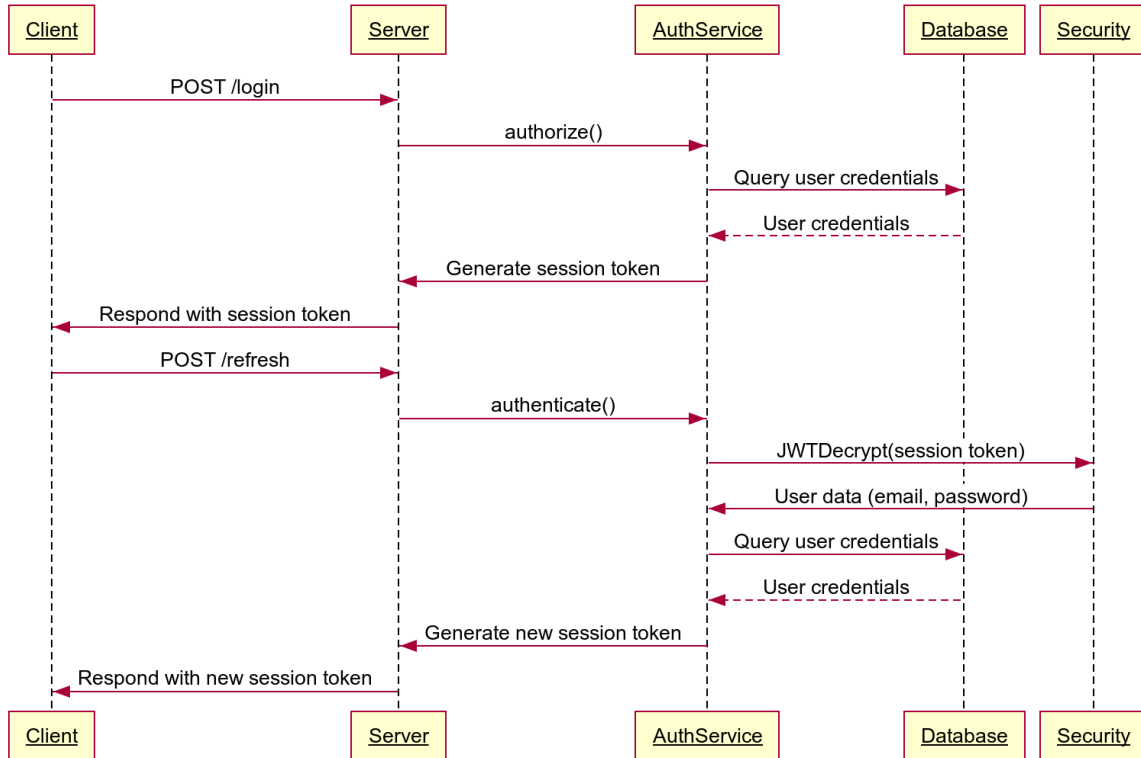 Client Server AuthService Database Security
POST /login
authorize()
Query user credentials
User credentials
Generate session token
Respond with session token
POST /refresh
authenticate()
JWTDecrypt(session token)
User data (email, password)
Query user credentials
User credentials
Generate new session token
Respond with new session token
Client Server AuthService Database Security